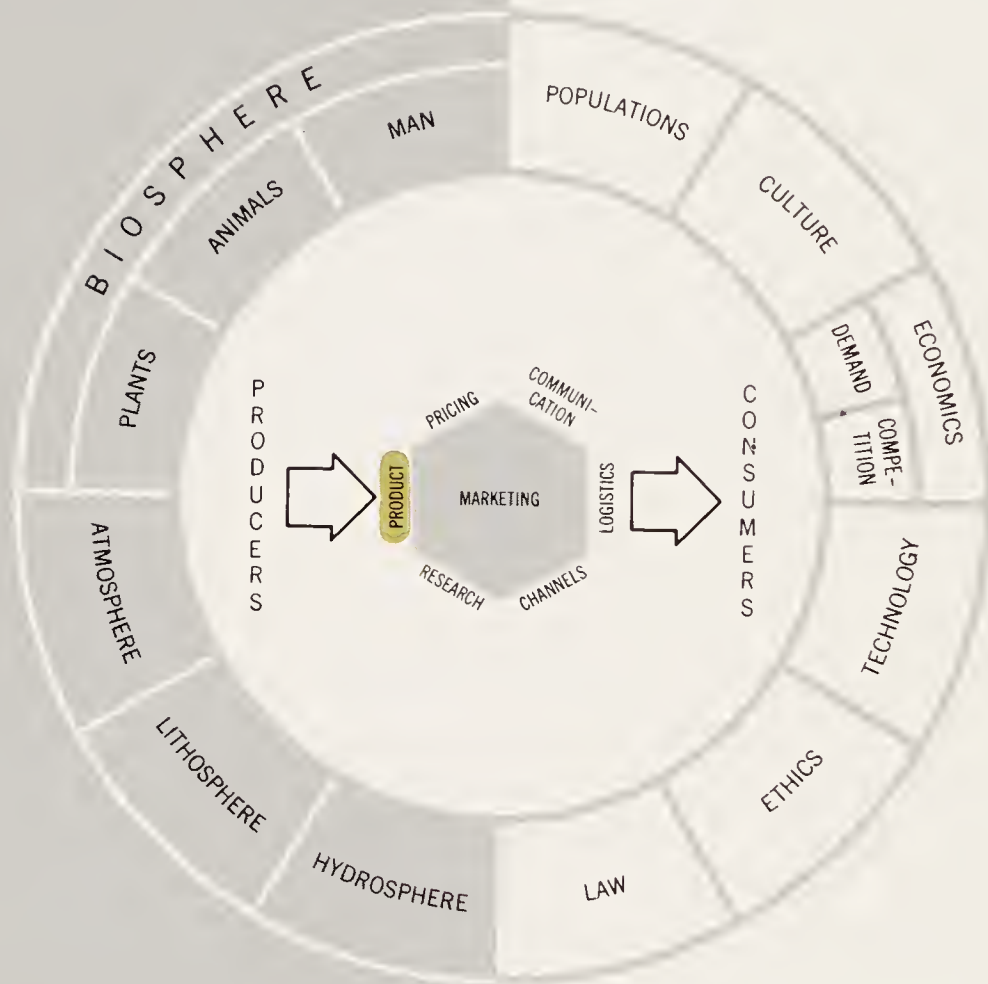 BIOSPHERE
MAN
ANIMALS
PLANTS
ATMOSPHERE
LITHOSPHERE
HYDROSPHERE
POPULATIONS
CULTURE
ECONOMICS
DEMAND
COMPE-
TITION
TECHNOLOGY
ETHICS
LAW
PRODUCERS
PRODUCT
PRICING
COMMUNI-
CATION
LOGISTICS
CHANNELS
RESEARCH
MARKETING
CONSUMERS